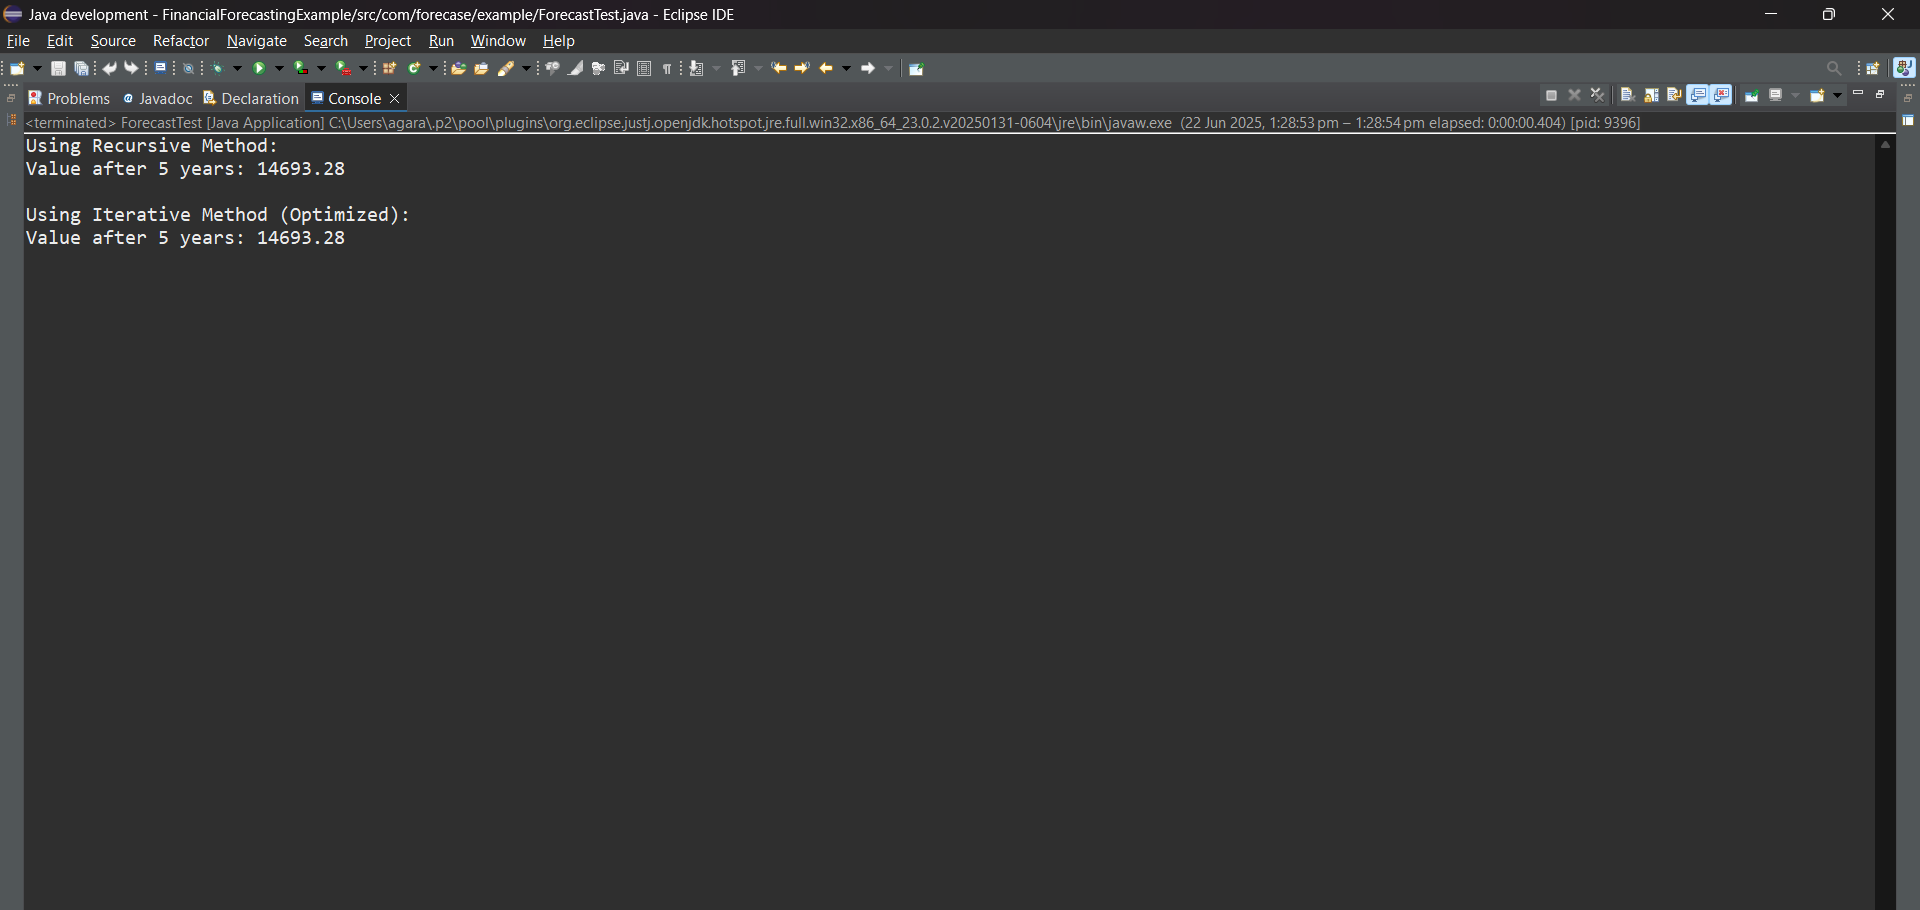 Java development - FinancialForecastingExample/src/com/forecase/example/ForecastTest.java - Eclipse IDE
File Edit Source Refactor Navigate Search Project Run Window Help
Problems Javadoc Declaration Console
<terminated> ForecastTest [Java Application] C:\Users\agara\.p2\pool\plugins\org.eclipse.justj.openjdk.hotspot.jre.full.win32.x86_64_23.0.2.v20250131-0604\jre\bin\javaw.exe (22 Jun 2025, 1:28:53 pm – 1:28:54 pm elapsed: 0:00:00.404) [pid: 9396]
Using Recursive Method:
Value after 5 years: 14693.28
Using Iterative Method (Optimized):
Value after 5 years: 14693.28